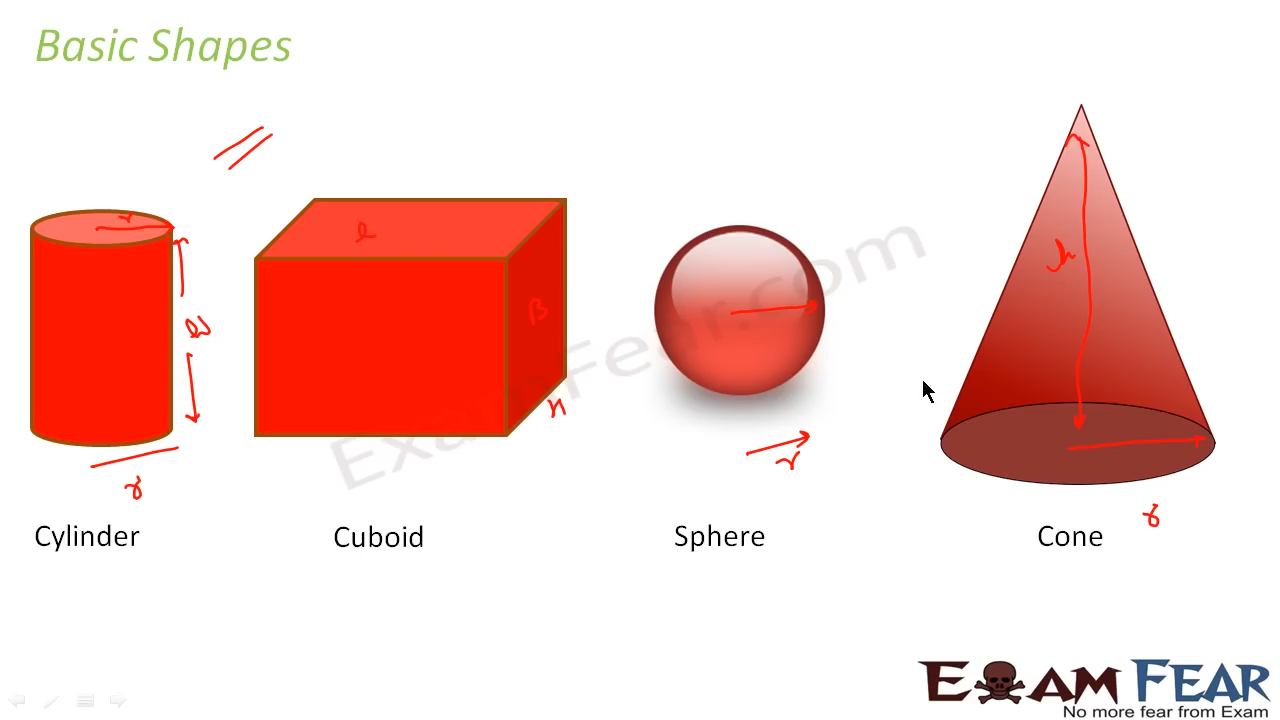 Basic Shapes
r
l
B
h
h
r
r
r
ExamFear.com
Cylinder
Cuboid
Sphere
Cone
EXAM FEAR
No more fear from Exam